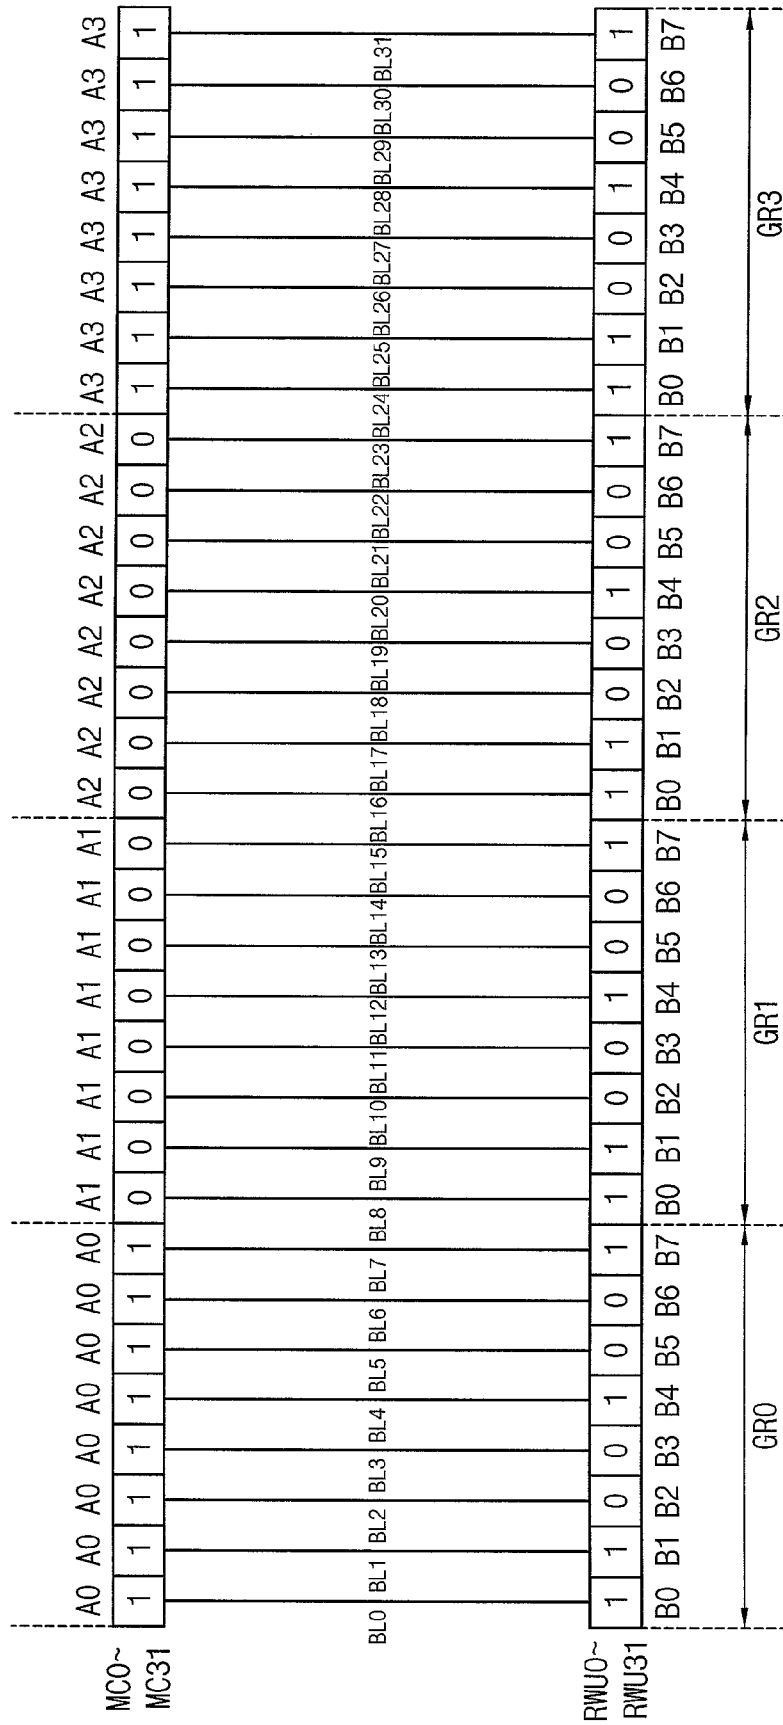 A0 A0 A0 A0 A0 A0 A0 A0 A1 A1 A1 A1 A1 A1 A1 A1 A2 A2 A2 A2 A2 A2 A2 A2 A3 A3 A3 A3 A3 A3 A3 A3
MC0~
MC31
1 1 1 1 1 1 1 1 0 0 0 0 0 0 0 0 0 0 0 0 0 0 0 0 1 1 1 1 1 1 1 1
BL0 BL1 BL2 BL3 BL4 BL5 BL6 BL7 BL8 BL9 BL10 BL11 BL12 BL13 BL14 BL15 BL16 BL17 BL18 BL19 BL20 BL21 BL22 BL23 BL24 BL25 BL26 BL27 BL28 BL29 BL30 BL31
RWU0~
RWU31
1 1 0 0 1 0 0 1 1 1 0 0 1 0 0 1 1 1 0 0 1 0 0 1 1 1 0 0 1 0 0 1
B0 B1 B2 B3 B4 B5 B6 B7 B0 B1 B2 B3 B4 B5 B6 B7 B0 B1 B2 B3 B4 B5 B6 B7 B0 B1 B2 B3 B4 B5 B6 B7
GR0 GR1 GR2 GR3